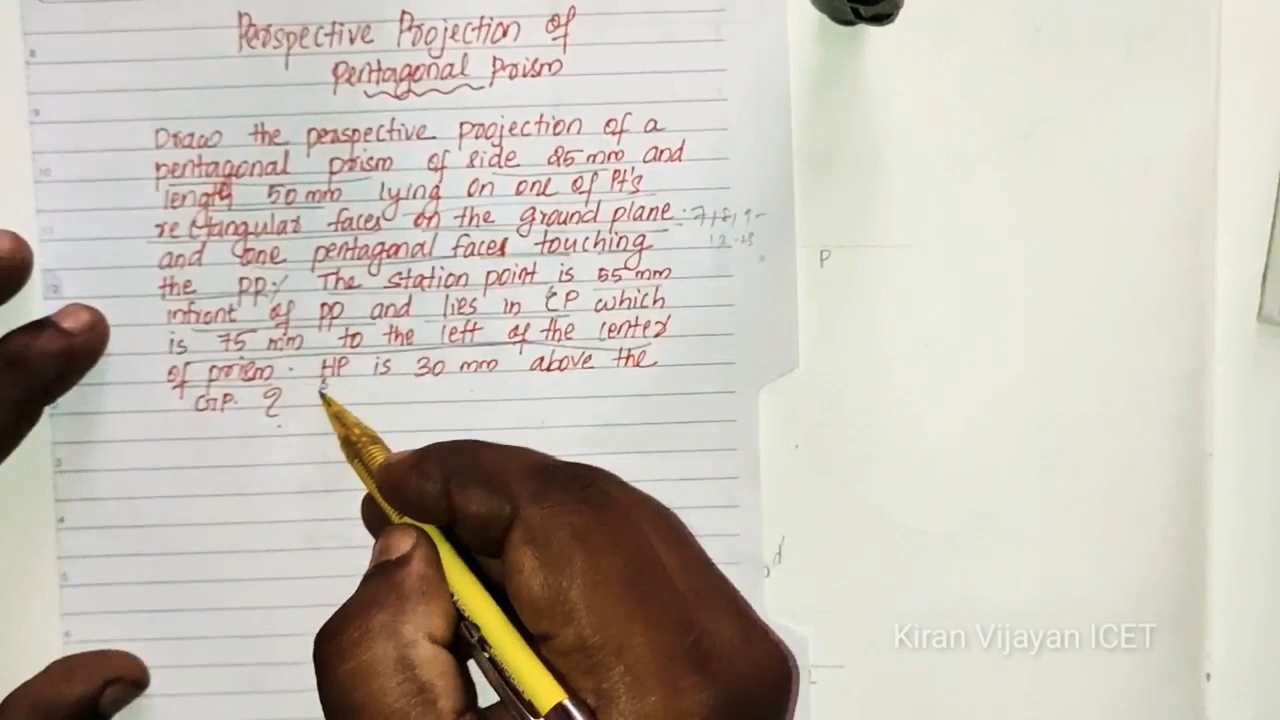 Perspective Projection of
Pentagonal Prism
Draw the perspective projection of a
pentagonal prism of side 25 mm and
length 50 mm lying on one of it's
rectangular faces on the ground plane.
and one pentagonal faces touching
the PP. The station point is 55 mm
infront of PP and lies in CP which
is 75 mm to the left of the center
of prism. HP is 30 mm above the
GP. ?
P
d'
Kiran Vijayan ICET